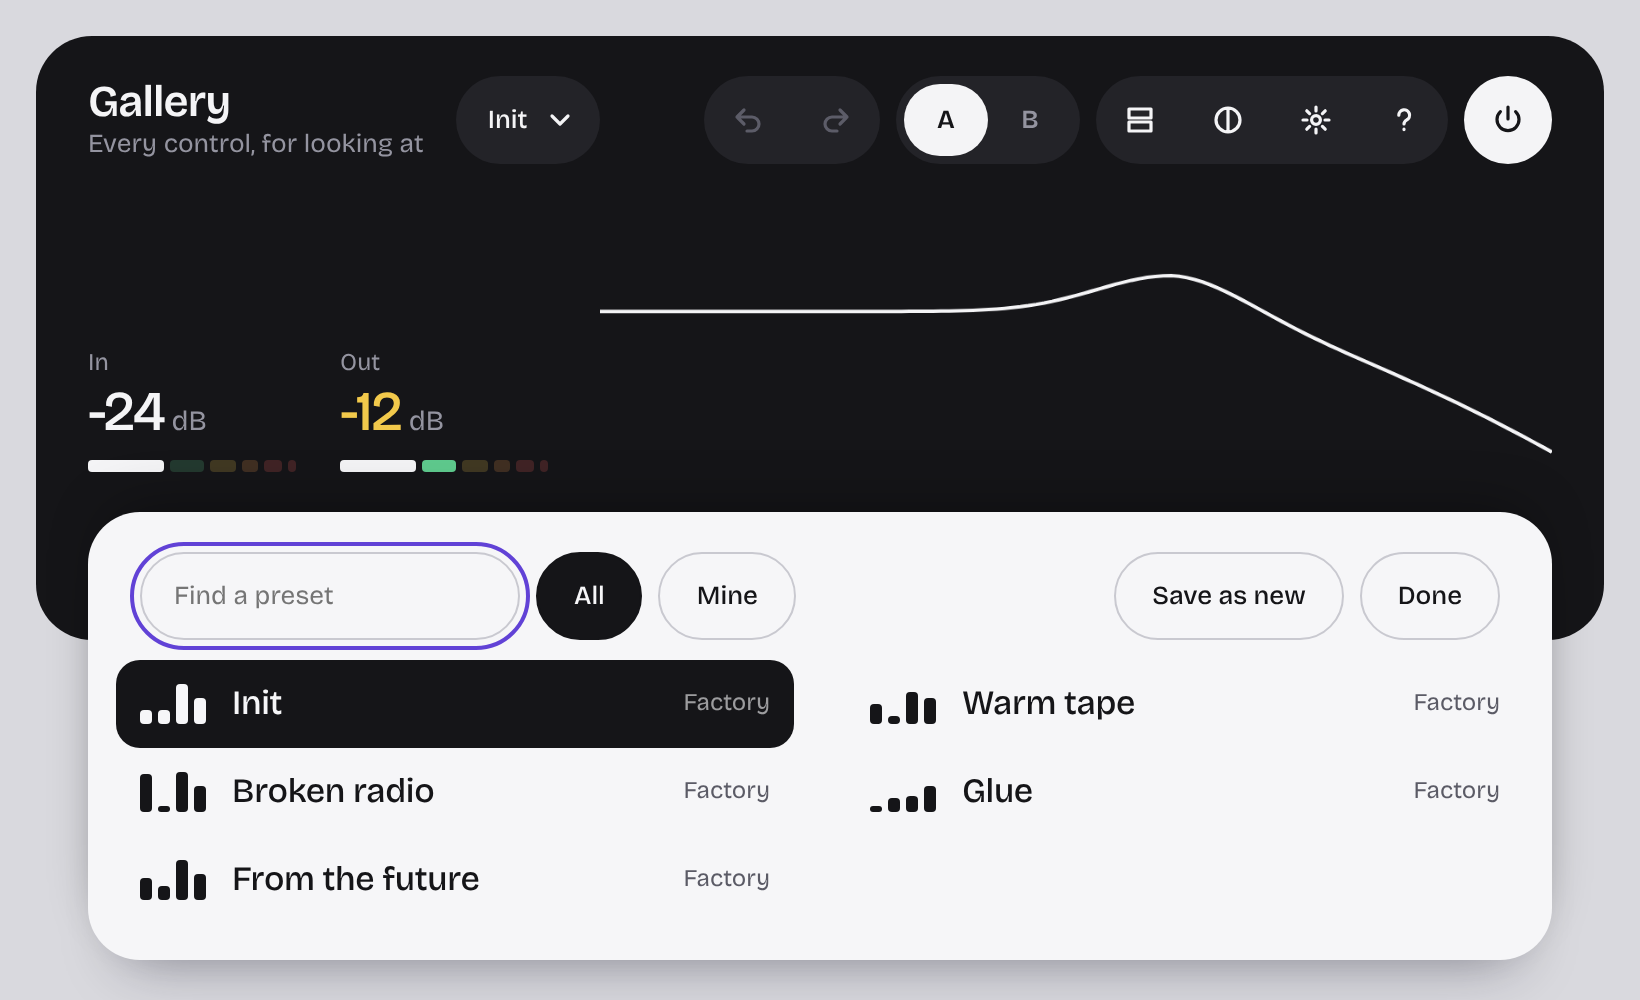 Gallery
Every control, for looking at
Init
A
B
?
In
-24 dB
Out
-12 dB
Find a preset
All
Mine
Save as new
Done
Init
Factory
Warm tape
Factory
Broken radio
Factory
Glue
Factory
From the future
Factory